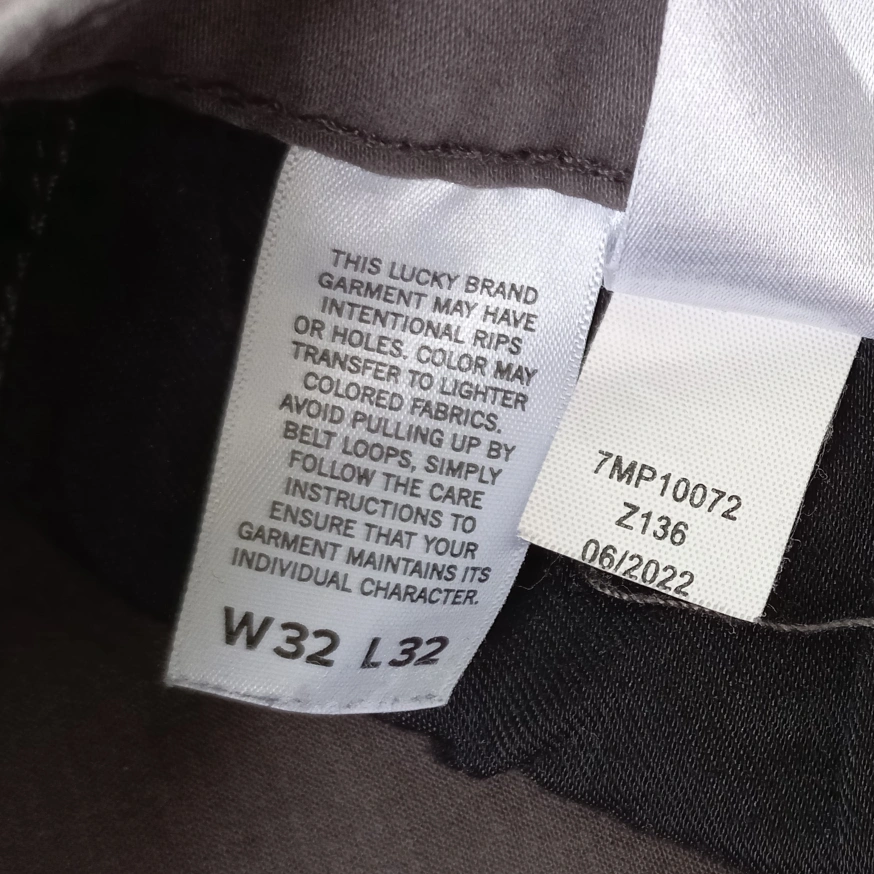 THIS LUCKY BRAND
GARMENT MAY HAVE
INTENTIONAL RIPS
OR HOLES. COLOR MAY
TRANSFER TO LIGHTER
COLORED FABRICS.
AVOID PULLING UP BY
BELT LOOPS, SIMPLY
FOLLOW THE CARE
INSTRUCTIONS TO
ENSURE THAT YOUR
GARMENT MAINTAINS ITS
INDIVIDUAL CHARACTER.
W32 L32
7MP10072
Z136
06/2022